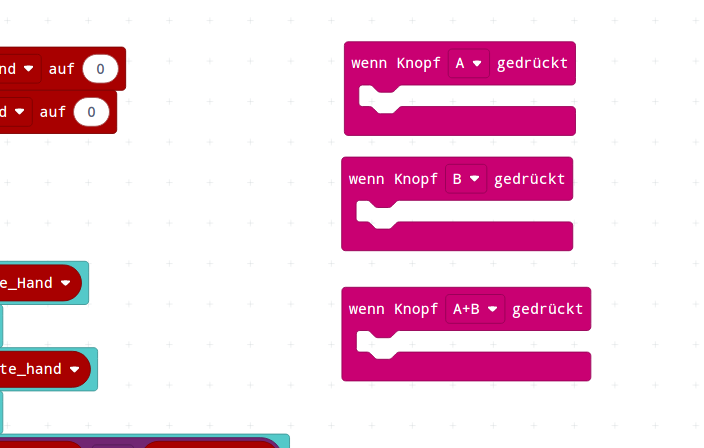 nd auf 0
d auf 0
wenn Knopf A gedrückt
wenn Knopf B gedrückt
e_Hand
wenn Knopf A+B gedrückt
te_hand